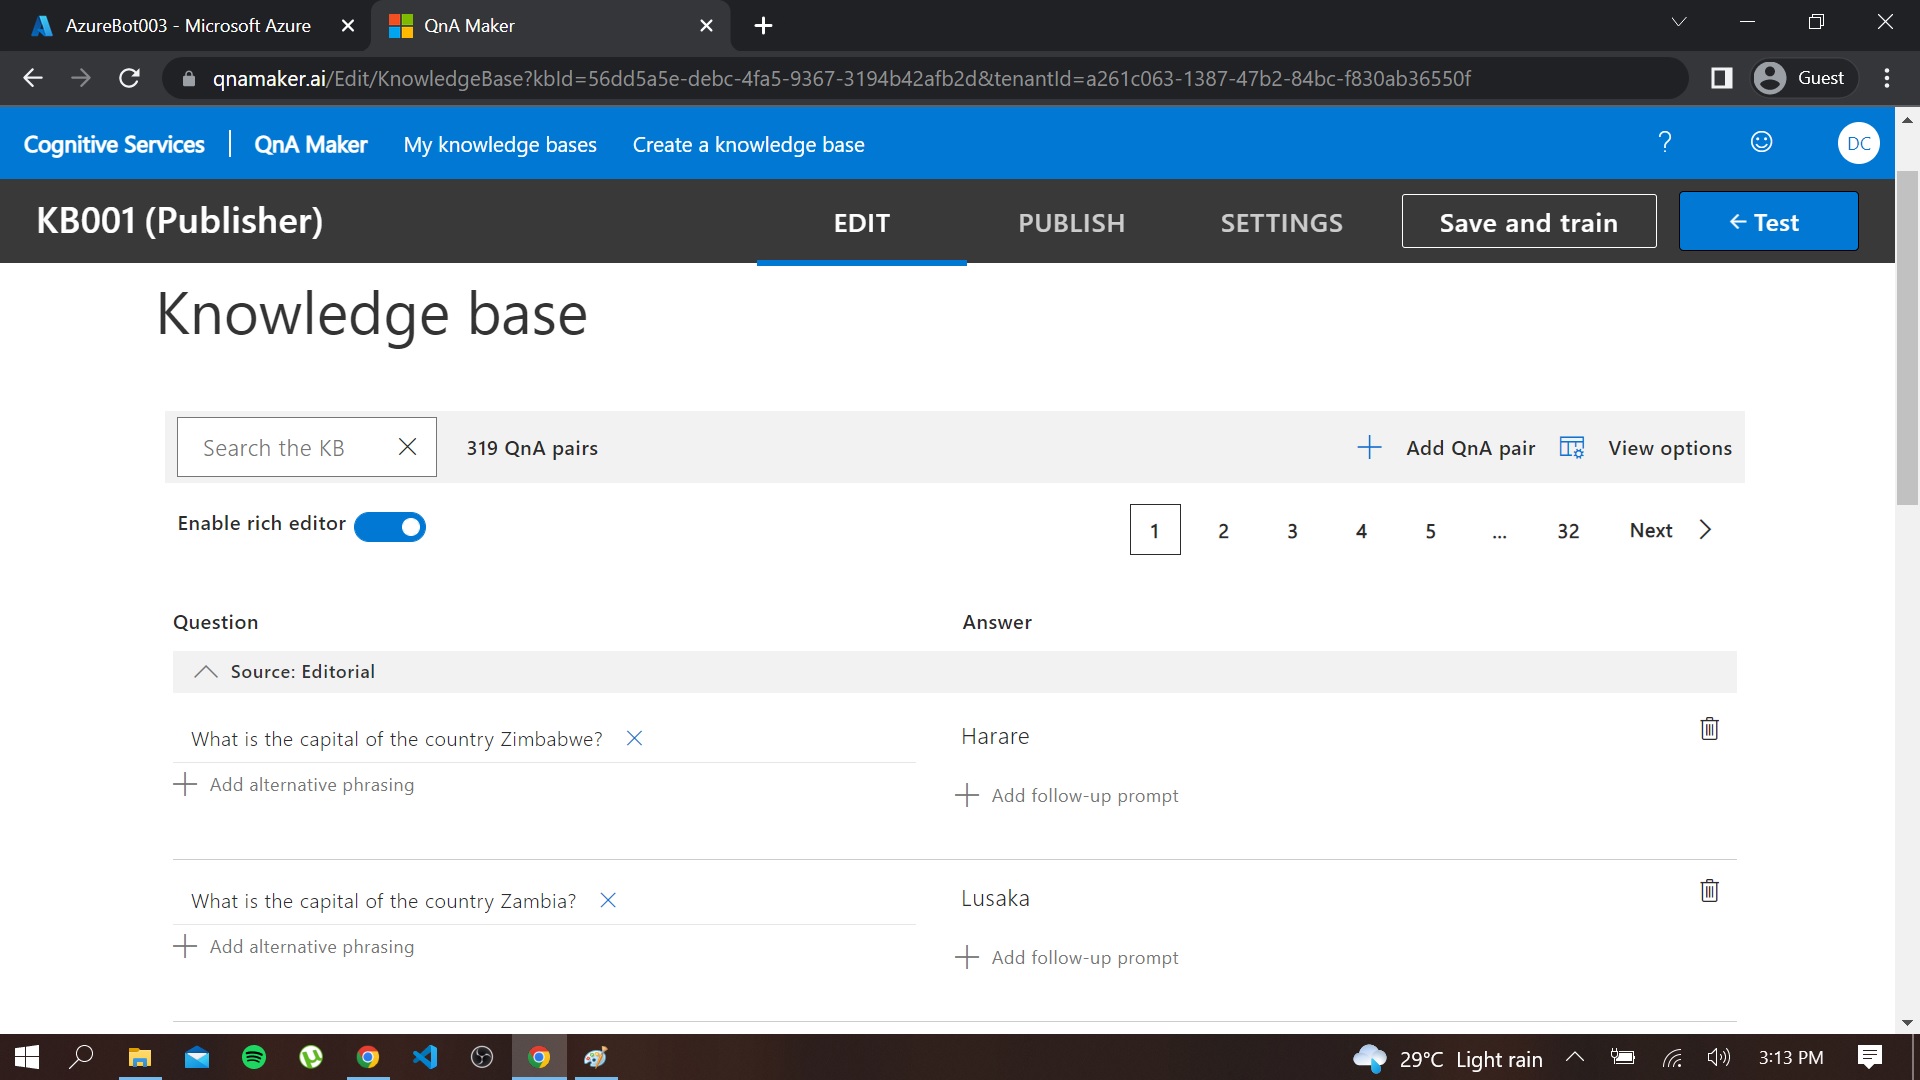 AzureBot003 - Microsoft Azure
QnA Maker
qnamaker.ai/Edit/KnowledgeBase?kbId=56dd5a5e-debc-4fa5-9367-3194b42afb2d&tenantId=a261c063-1387-47b2-84bc-f830ab36550f
Guest
Cognitive Services
QnA Maker
My knowledge bases
Create a knowledge base
?
DC
KB001 (Publisher)
EDIT
PUBLISH
SETTINGS
Save and train
Test
Knowledge base
Search the KB
319 QnA pairs
Add QnA pair
View options
Enable rich editor
1 2 3 4 5 ... 32 Next
Question
Answer
Source: Editorial
What is the capital of the country Zimbabwe?
Harare
Add alternative phrasing
Add follow-up prompt
What is the capital of the country Zambia?
Lusaka
Add alternative phrasing
Add follow-up prompt
29°C Light rain
3:13 PM